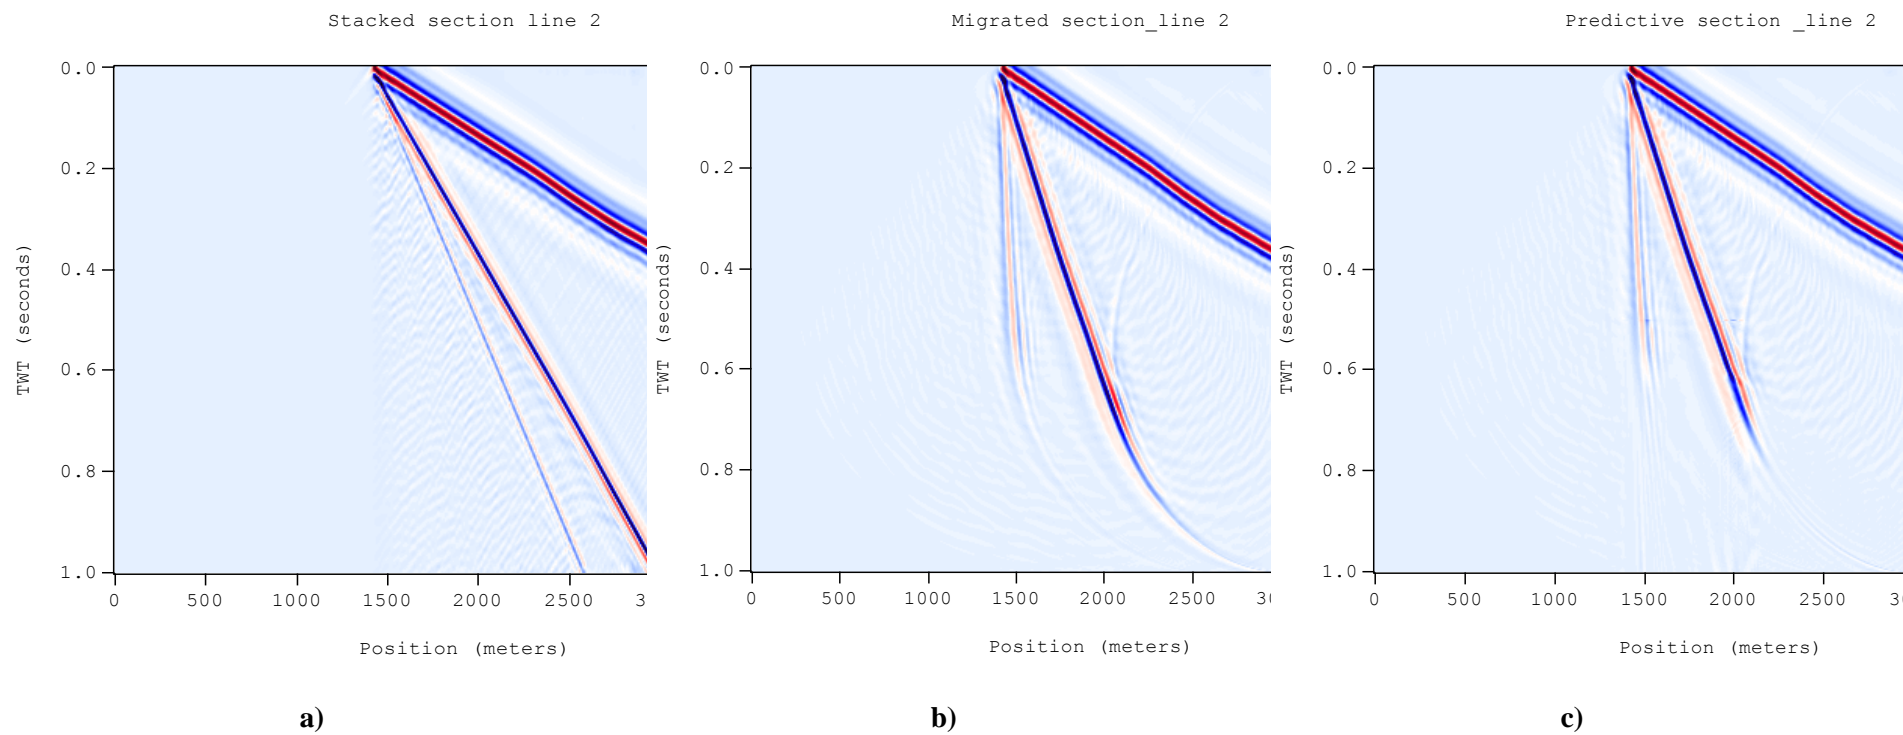 Stacked section line 2
Migrated section_line 2
Predictive section _line 2
0.0
0.2
0.4
0.6
0.8
1.0
TWT (seconds)
0 500 1000 1500 2000 2500 3
Position (meters)
0.0
0.2
0.4
0.6
0.8
1.0
TWT (seconds)
0 500 1000 1500 2000 2500 30
Position (meters)
0.0
0.2
0.4
0.6
0.8
1.0
TWT (seconds)
0 500 1000 1500 2000 2500 30
Position (meters)
a)
b)
c)